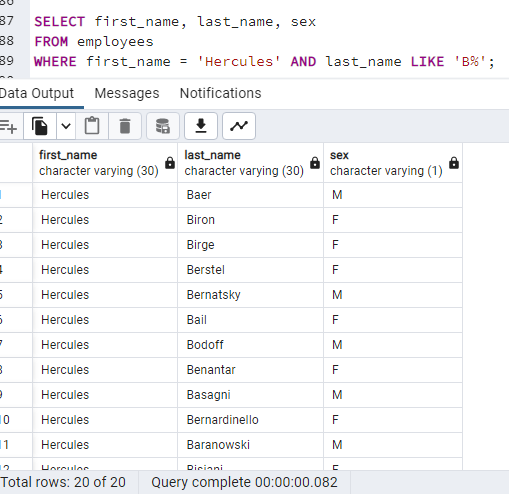 87 SELECT first_name, last_name, sex
88 FROM employees
89 WHERE first_name = 'Hercules' AND last_name LIKE 'B%';
Data Output Messages Notifications
first_name last_name sex
character varying (30) character varying (30) character varying (1)
Hercules Baer M
2 Hercules Biron F
3 Hercules Birge F
4 Hercules Berstel F
5 Hercules Bernatsky M
6 Hercules Bail F
7 Hercules Bodoff M
8 Hercules Benantar F
9 Hercules Basagni M
10 Hercules Bernardinello F
11 Hercules Baranowski M
12 Hercules Bisiani F
Total rows: 20 of 20 Query complete 00:00:00.082